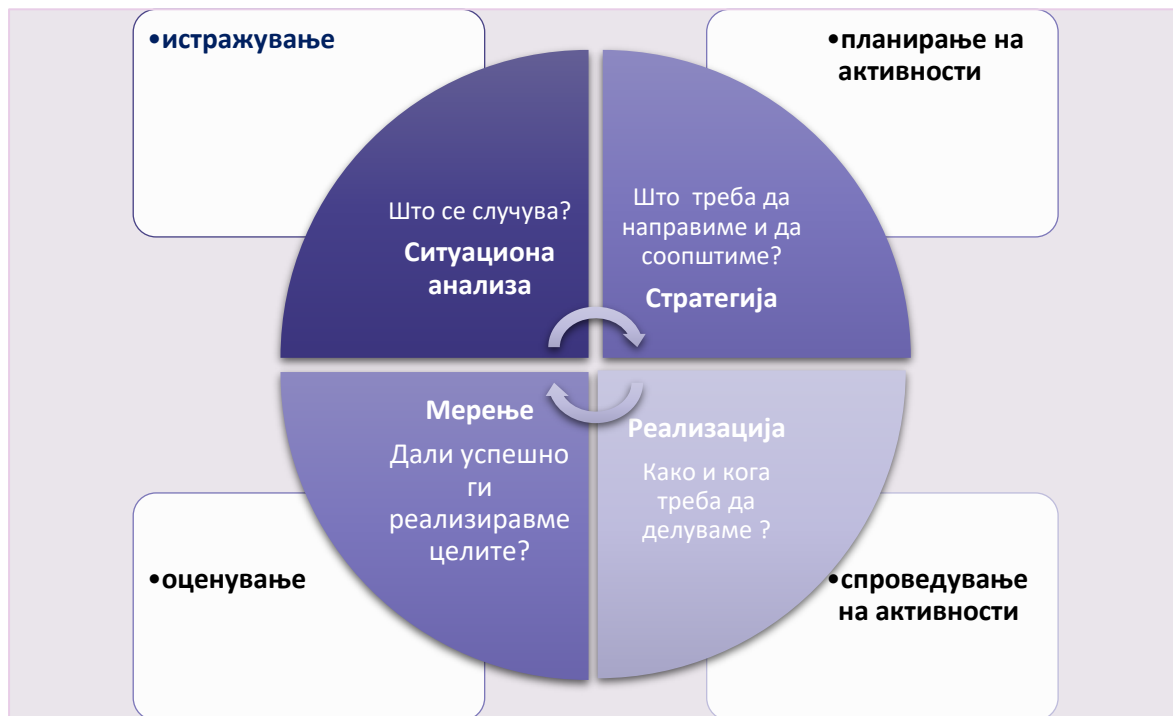 •истражување
•планирање на
активности
Што се случува?
Ситуациона
анализа
Што  треба да
направиме и да
соопштиме?
Стратегија
Мерење
Дали успешно
ги
реализиравме
целите?
Реализација
Како и кога
треба да
делуваме ?
•оценување
•спроведување
на активности